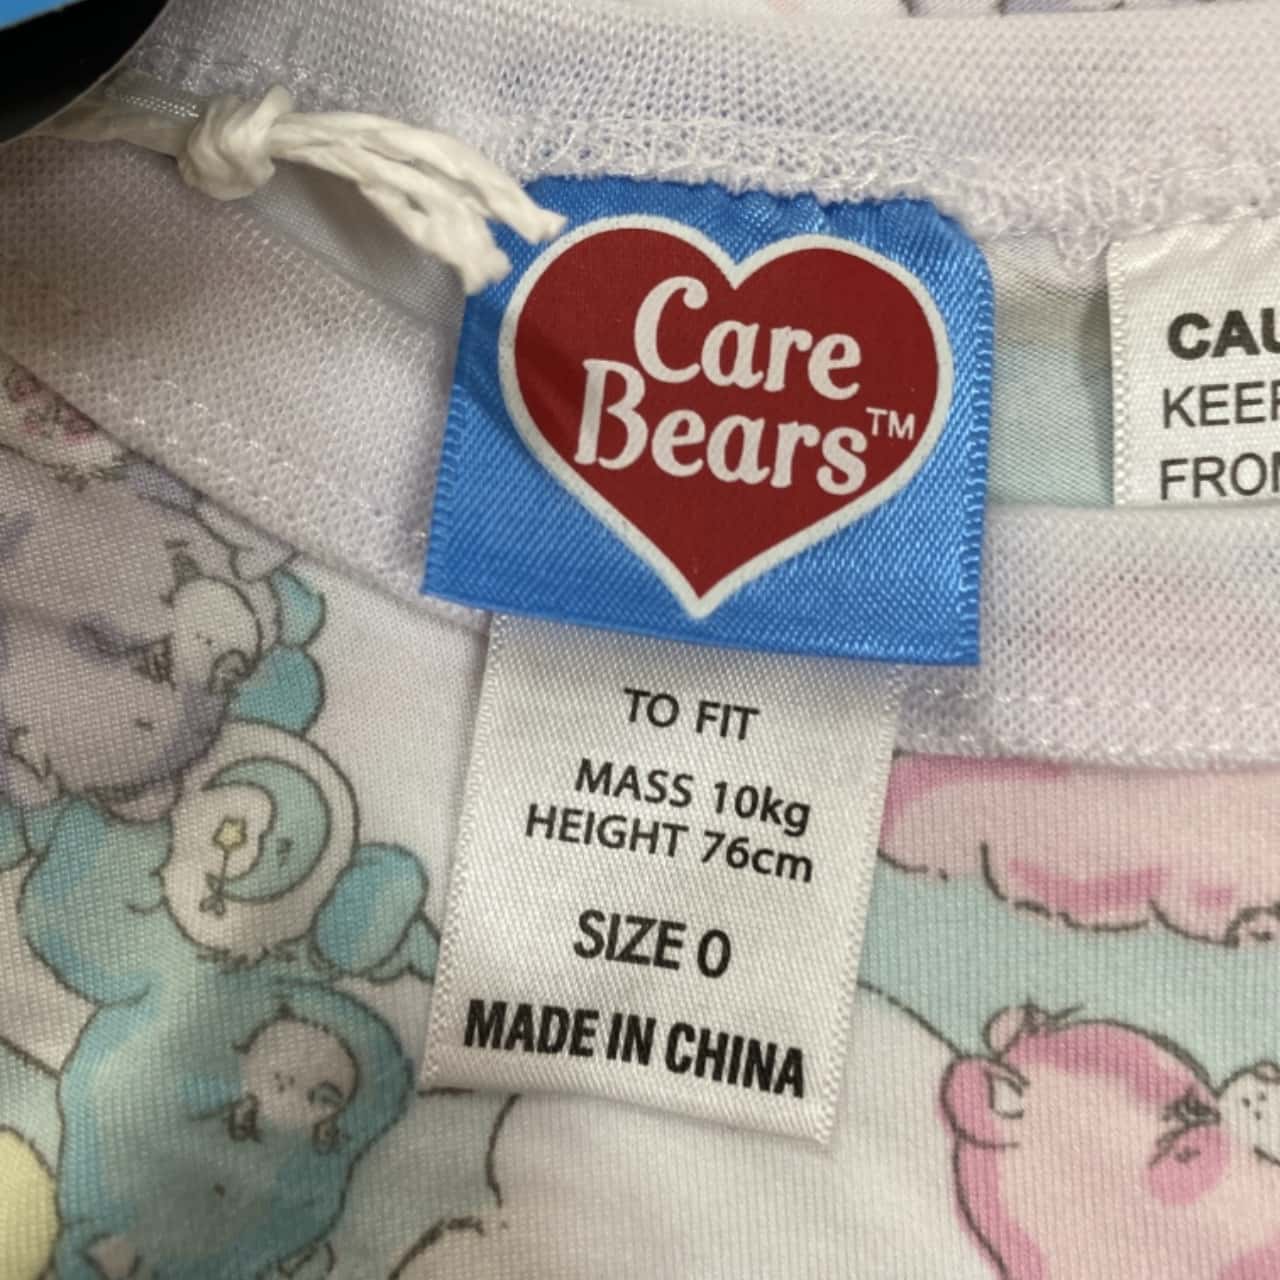 Care
Bears™
CAU
KEEP
FROM
TO FIT
MASS 10kg
HEIGHT 76cm
SIZE 0
MADE IN CHINA